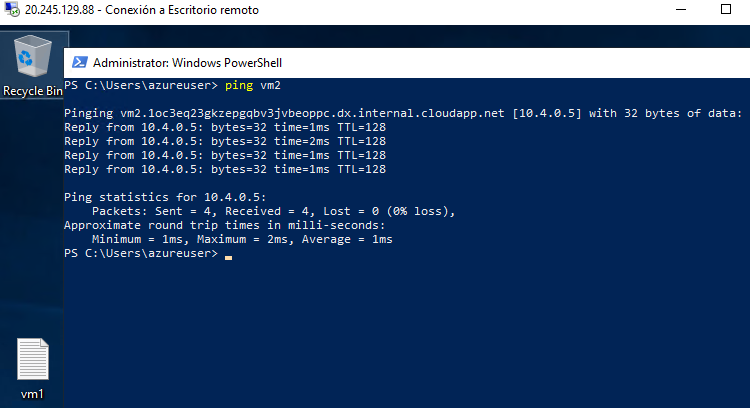 20.245.129.88 - Conexión a Escritorio remoto
Recycle Bin
Administrator: Windows PowerShell
PS C:\Users\azureuser> ping vm2
Pinging vm2.1oc3eq23gkzepgqbv3jvbeoppc.dx.internal.cloudapp.net [10.4.0.5] with 32 bytes of data:
Reply from 10.4.0.5: bytes=32 time=1ms TTL=128
Reply from 10.4.0.5: bytes=32 time=2ms TTL=128
Reply from 10.4.0.5: bytes=32 time=1ms TTL=128
Reply from 10.4.0.5: bytes=32 time=1ms TTL=128
Ping statistics for 10.4.0.5:
    Packets: Sent = 4, Received = 4, Lost = 0 (0% loss),
Approximate round trip times in milli-seconds:
    Minimum = 1ms, Maximum = 2ms, Average = 1ms
PS C:\Users\azureuser>
vm1